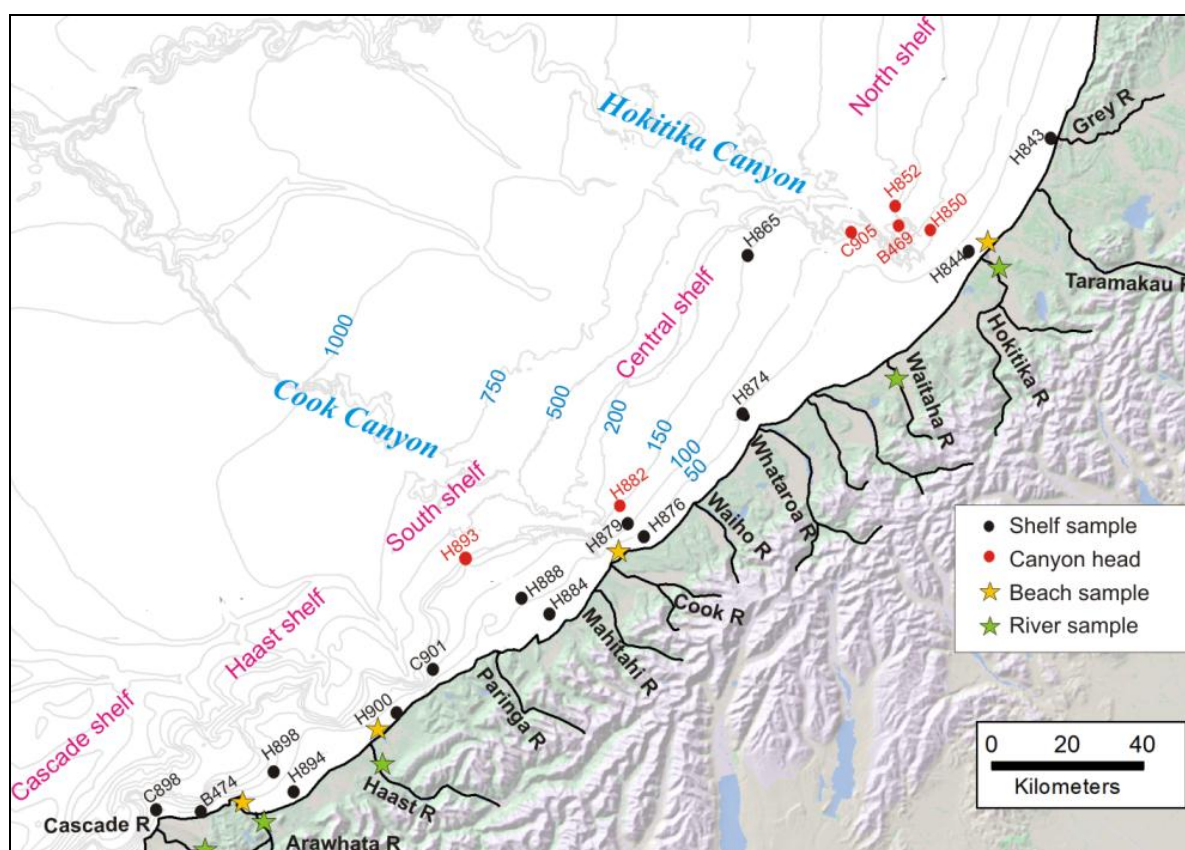 North shelf
Hokitika Canyon
Grey R
H843
H852
H850
B469
C905
H865
H844
Taramakau R
Central shelf
Hokitika R
Waitaha R
1000
Cook Canyon
750
500
200
150
100
50
H874
Whataroa R
Waiho R
South shelf
H882
H879
H876
H893
H888
H884
Cook R
Mahitahi R
Haast shelf
C901
Paringa R
H900
Cascade shelf
H898
H894
Haast R
C898
B474
Cascade R
Arawhata R
Shelf sample
Canyon head
Beach sample
River sample
0 20 40
Kilometers